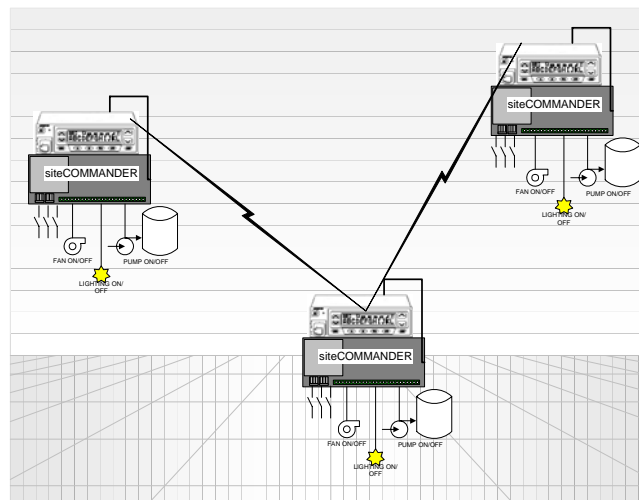 siteCOMMANDER
FAN ON/OFF
PUMP ON/OFF
LIGHTING ON/
OFF
siteCOMMANDER
FAN ON/OFF
PUMP ON/OFF
LIGHTING ON/
OFF
siteCOMMANDER
FAN ON/OFF
PUMP ON/OFF
LIGHTING ON/
OFF